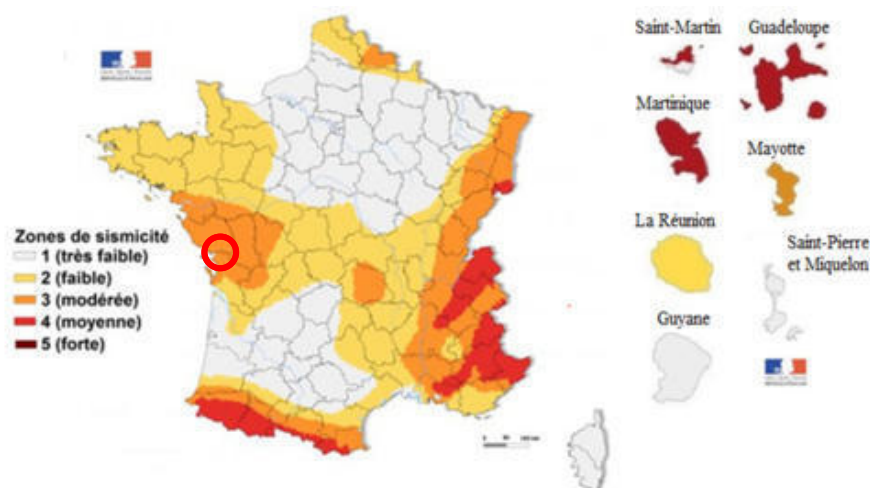 Zones de sismicité
1 (très faible)
2 (faible)
3 (modérée)
4 (moyenne)
5 (forte)
Saint-Martin
Guadeloupe
Martinique
Mayotte
La Réunion
Saint-Pierre
et Miquelon
Guyane